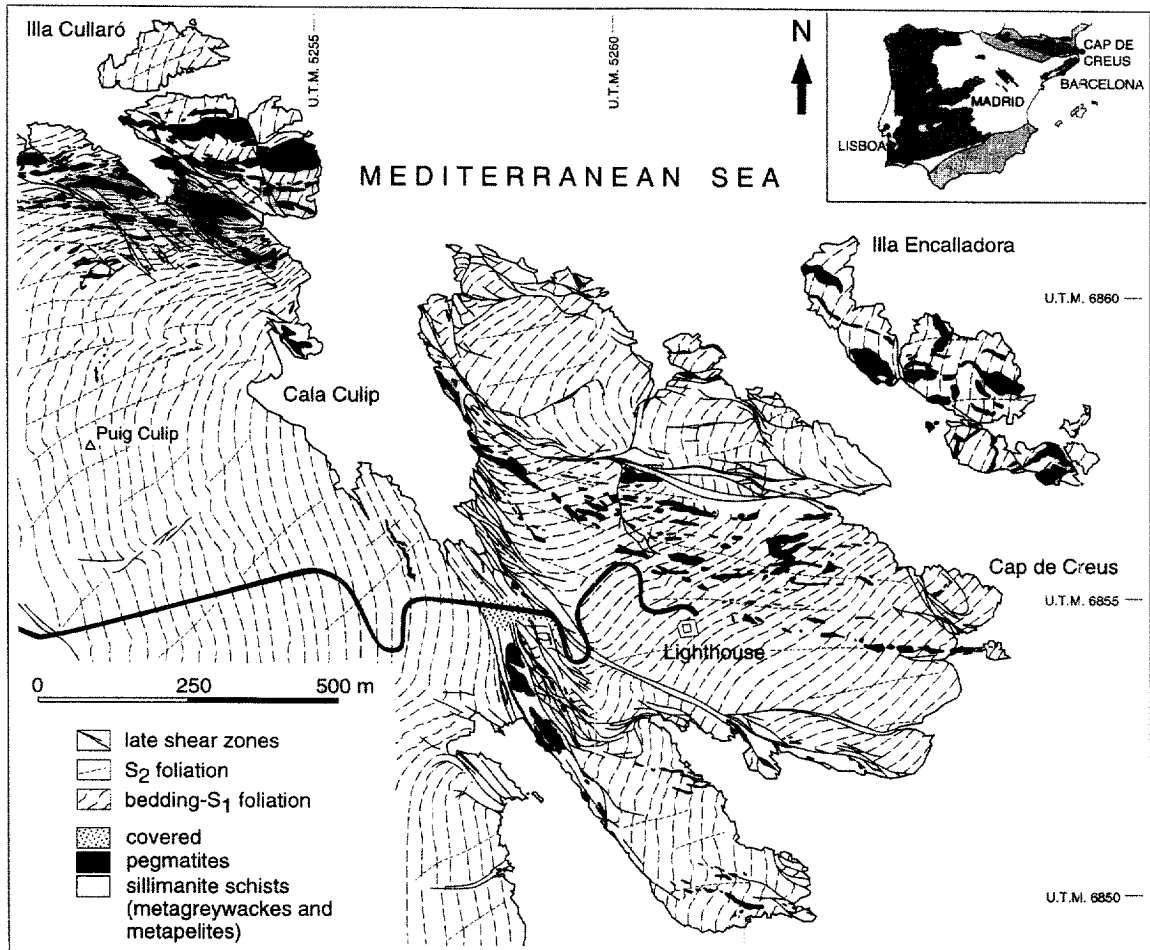 Illa Cullaró
U.T.M. 5255
U.T.M. 5260
N
CAP DE
CREUS
BARCELONA
MADRID
LISBOA
MEDITERRANEAN SEA
Illa Encalladora
U.T.M. 6860
Cala Culip
Puig Culip
Cap de Creus
U.T.M. 6855
Lighthouse
0 250 500 m
late shear zones
S2 foliation
bedding-S1 foliation
covered
pegmatites
sillimanite schists
(metagreywackes and
metapelites)
U.T.M. 6850